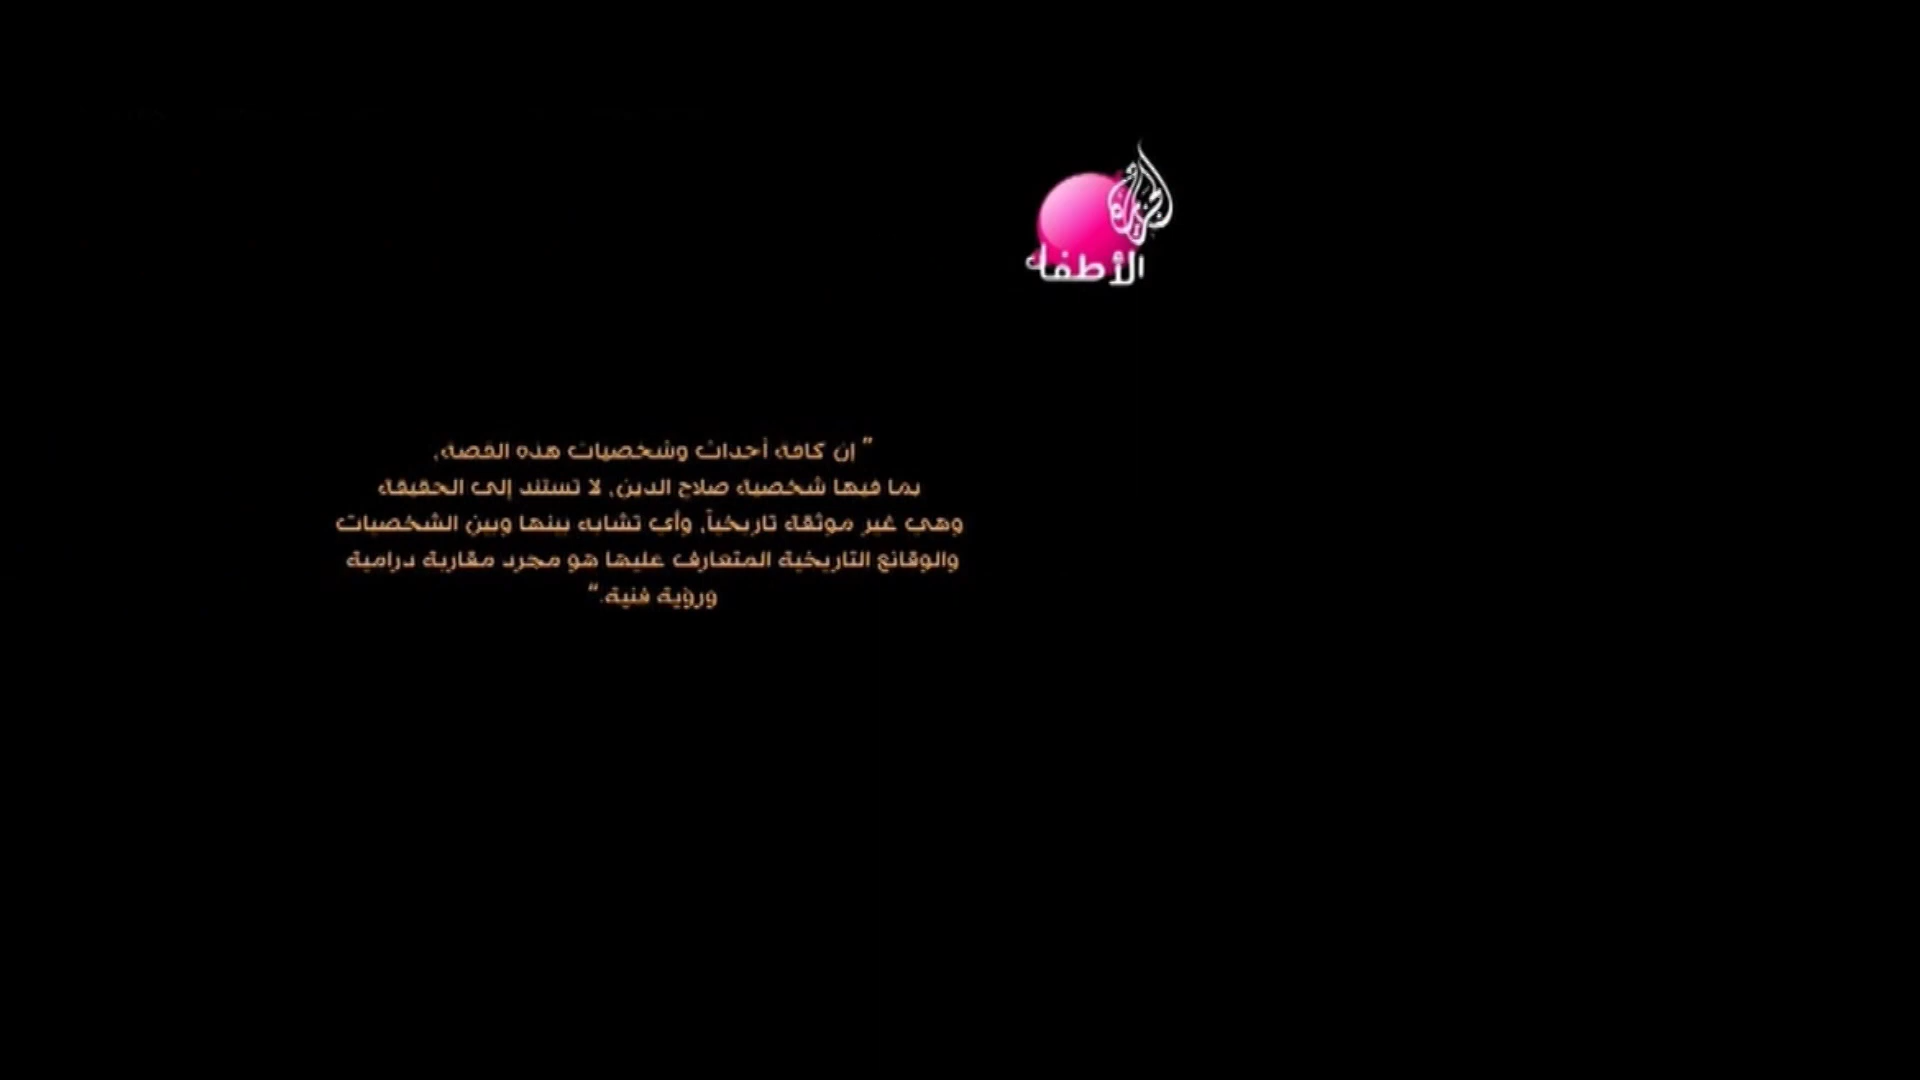 الجزيرة
الأطفال
" إن كافة أحداث وشخصيات هذه القصة,
بما فيها شخصية صلاح الدين, لا تستند إلى الحقيقة
وهي غير موثقة تاريخياً, وأي تشابه بينها وبين الشخصيات
والوقائع التاريخية المتعارف عليها هو مجرد مقاربة درامية
ورؤية فنية."